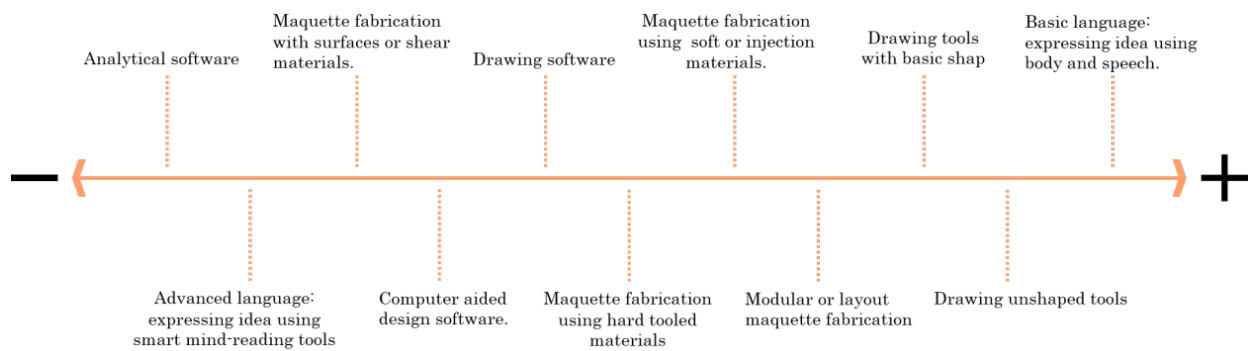 Analytical software
Maquette fabrication
with surfaces or shear
materials.
Drawing software
Maquette fabrication
using soft or injection
materials.
Drawing tools
with basic shap
Basic language:
expressing idea using
body and speech.
Advanced language:
expressing idea using
smart mind-reading tools
Computer aided
design software.
Maquette fabrication
using hard tooled
materials
Modular or layout
maquette fabrication
Drawing unshaped tools